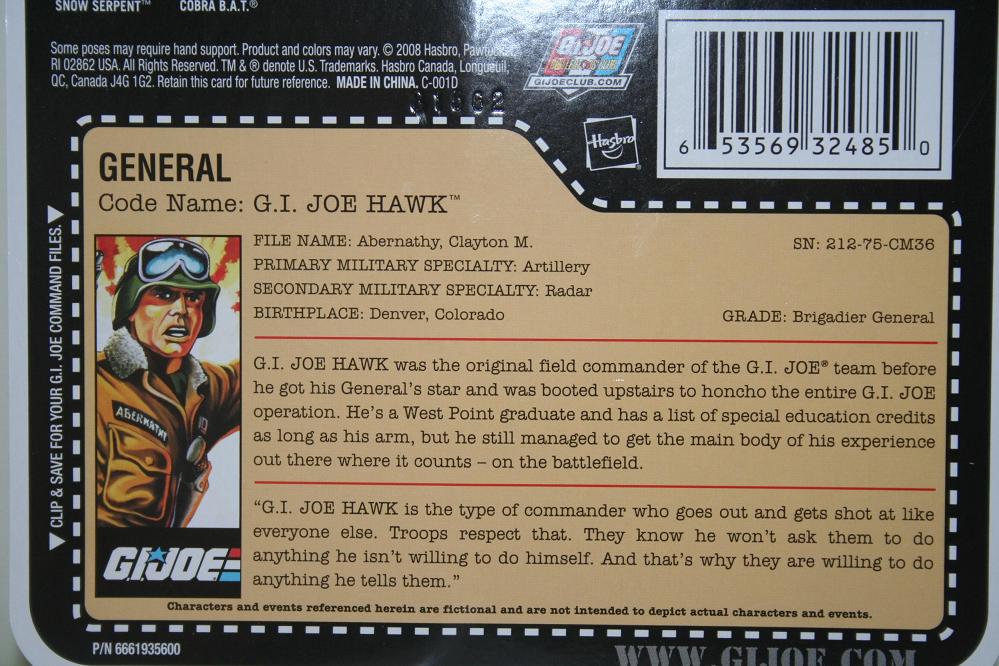 SNOW SERPENT™ COBRA B.A.T.®
Some poses may require hand support. Product and colors may vary. © 2008 Hasbro, Pawtucket,
RI 02862 USA. All Rights Reserved. TM & ® denote U.S. Trademarks. Hasbro Canada, Longueuil,
QC, Canada J4G 1G2. Retain this card for future reference. MADE IN CHINA. C-001D
GI JOE
GIJOECLUB.COM
Hasbro
6 53569 32485 0
GENERAL
Code Name: G.I. JOE HAWK™
FILE NAME: Abernathy, Clayton M. SN: 212-75-CM36
PRIMARY MILITARY SPECIALTY: Artillery
SECONDARY MILITARY SPECIALTY: Radar
BIRTHPLACE: Denver, Colorado GRADE: Brigadier General
G.I. JOE HAWK was the original field commander of the G.I. JOE® team before
he got his General's star and was booted upstairs to honcho the entire G.I. JOE
operation. He's a West Point graduate and has a list of special education credits
as long as his arm, but he still managed to get the main body of his experience
out there where it counts – on the battlefield.
“G.I. JOE HAWK is the type of commander who goes out and gets shot at like
everyone else. Troops respect that. They know he won't ask them to do
anything he isn't willing to do himself. And that's why they are willing to do
anything he tells them.”
Characters and events referenced herein are fictional and are not intended to depict actual characters and events.
ABERNATHY
GI JOE
CLIP & SAVE FOR YOUR G.I. JOE COMMAND FILES.
P/N 6661935600
WWW.GIJOE.COM